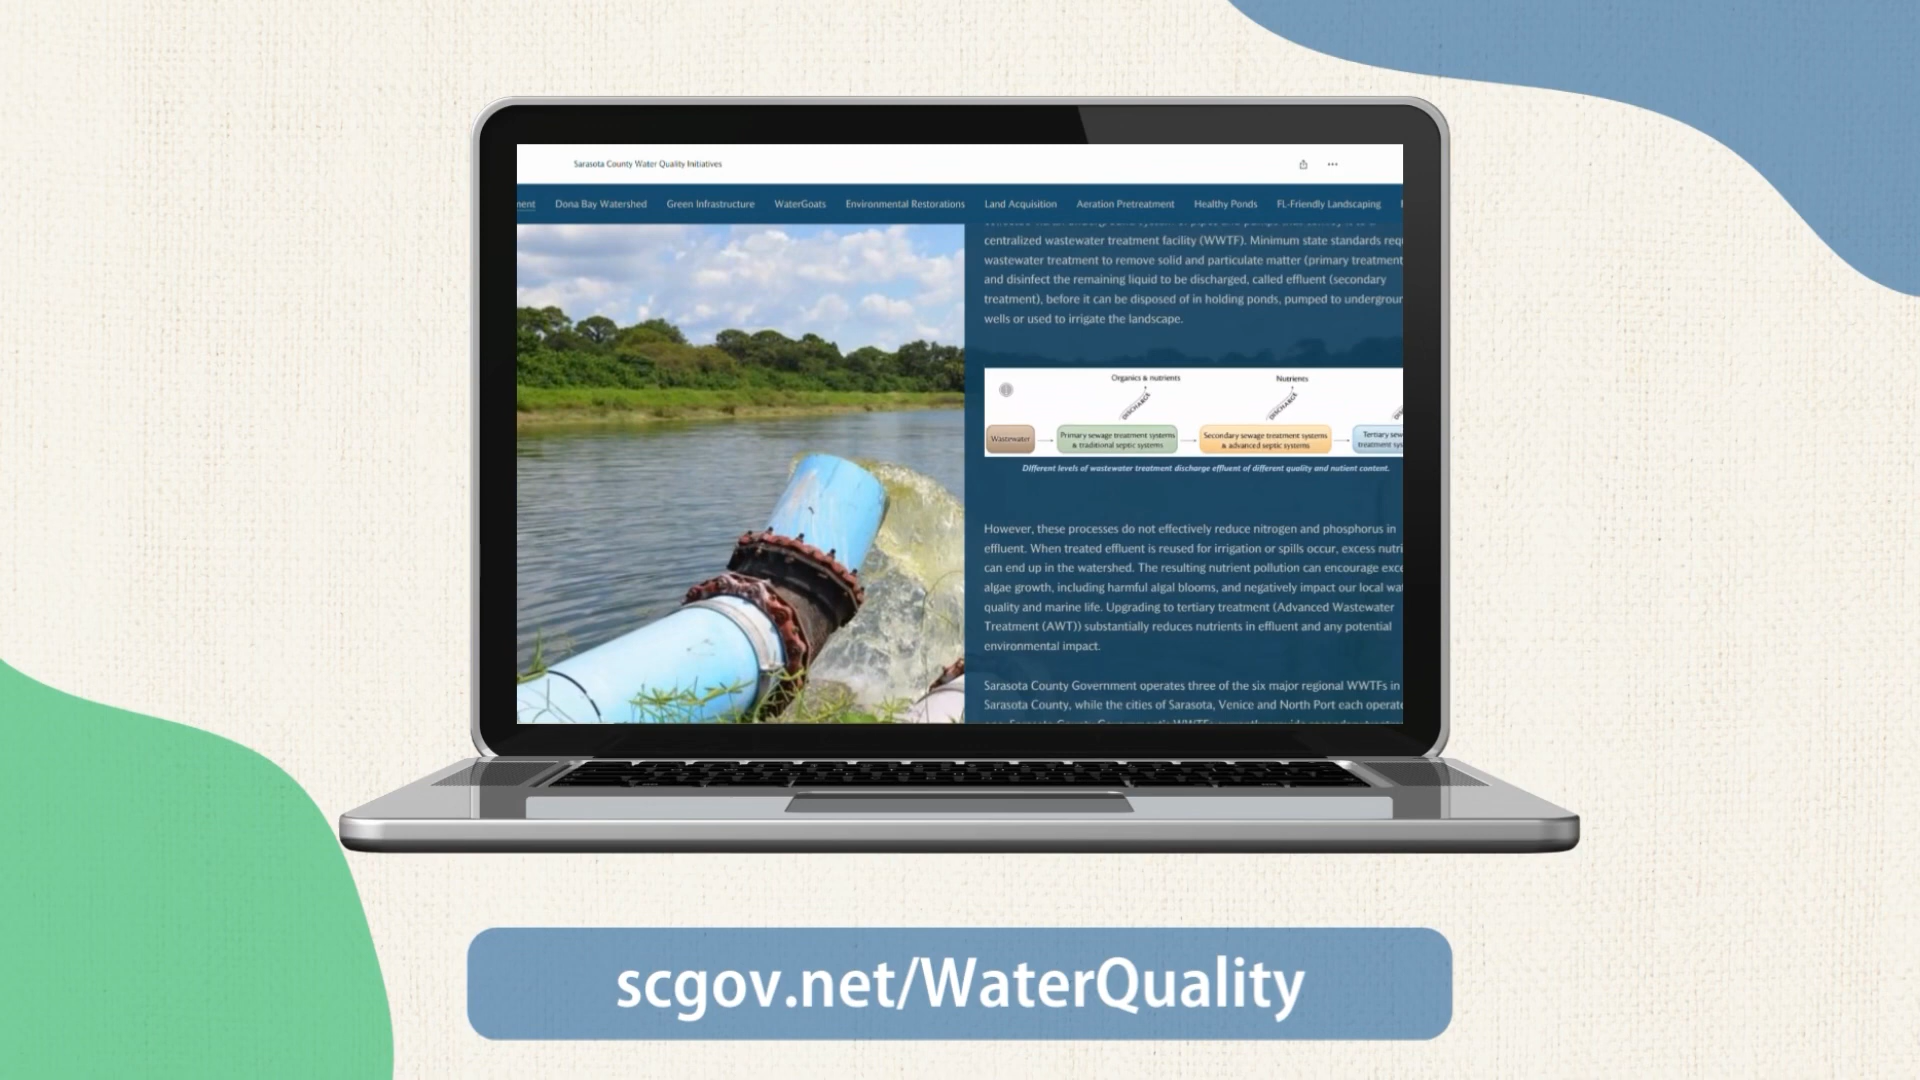 Sarasota County Water Quality Initiatives
Dona Bay Watershed Green Infrastructure WaterGoats Environmental Restorations Land Acquisition Aeration Pretreatment Healthy Ponds FL-Friendly Landscaping
centralized wastewater treatment facility (WWTF). Minimum state standards requ
wastewater treatment to remove solid and particulate matter (primary treatment
and disinfect the remaining liquid to be discharged, called effluent (secondary
treatment), before it can be disposed of in holding ponds, pumped to undergrour
wells or used to irrigate the landscape.
Organics & nutrients Nutrients
DISCHARGE DISCHARGE
Wastewater
Primary sewage treatment systems
& traditional septic systems
Secondary sewage treatment systems
& advanced septic systems
Tertiary sew
treatment sys
Different levels of wastewater treatment discharge effluent of different quality and nutient content.
However, these processes do not effectively reduce nitrogen and phosphorus in
effluent. When treated effluent is reused for irrigation or spills occur, excess nutri
can end up in the watershed. The resulting nutrient pollution can encourage exce
algae growth, including harmful algal blooms, and negatively impact our local wat
quality and marine life. Upgrading to tertiary treatment (Advanced Wastewater
Treatment (AWT)) substantially reduces nutrients in effluent and any potential
environmental impact.
Sarasota County Government operates three of the six major regional WWTFs in
Sarasota County, while the cities of Sarasota, Venice and North Port each operate
scgov.net/WaterQuality